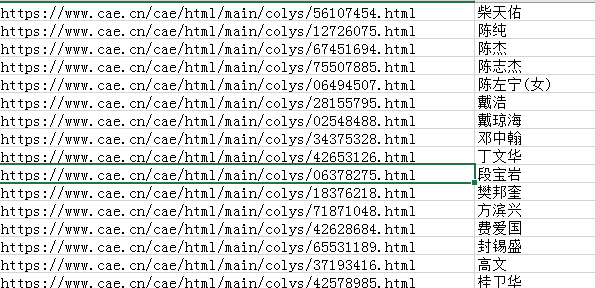 https://www.cae.cn/cae/html/main/colys/56107454.html 柴天佑
https://www.cae.cn/cae/html/main/colys/12726075.html 陈纯
https://www.cae.cn/cae/html/main/colys/67451694.html 陈杰
https://www.cae.cn/cae/html/main/colys/75507885.html 陈志杰
https://www.cae.cn/cae/html/main/colys/06494507.html 陈左宁(女)
https://www.cae.cn/cae/html/main/colys/28155795.html 戴浩
https://www.cae.cn/cae/html/main/colys/02548488.html 戴琼海
https://www.cae.cn/cae/html/main/colys/34375328.html 邓中翰
https://www.cae.cn/cae/html/main/colys/42653126.html 丁文华
https://www.cae.cn/cae/html/main/colys/06378275.html 段宝岩
https://www.cae.cn/cae/html/main/colys/18376218.html 樊邦奎
https://www.cae.cn/cae/html/main/colys/71871048.html 方滨兴
https://www.cae.cn/cae/html/main/colys/42628684.html 费爱国
https://www.cae.cn/cae/html/main/colys/65531189.html 封锡盛
https://www.cae.cn/cae/html/main/colys/37193416.html 高文
https://www.cae.cn/cae/html/main/colys/42578985.html 桂卫华